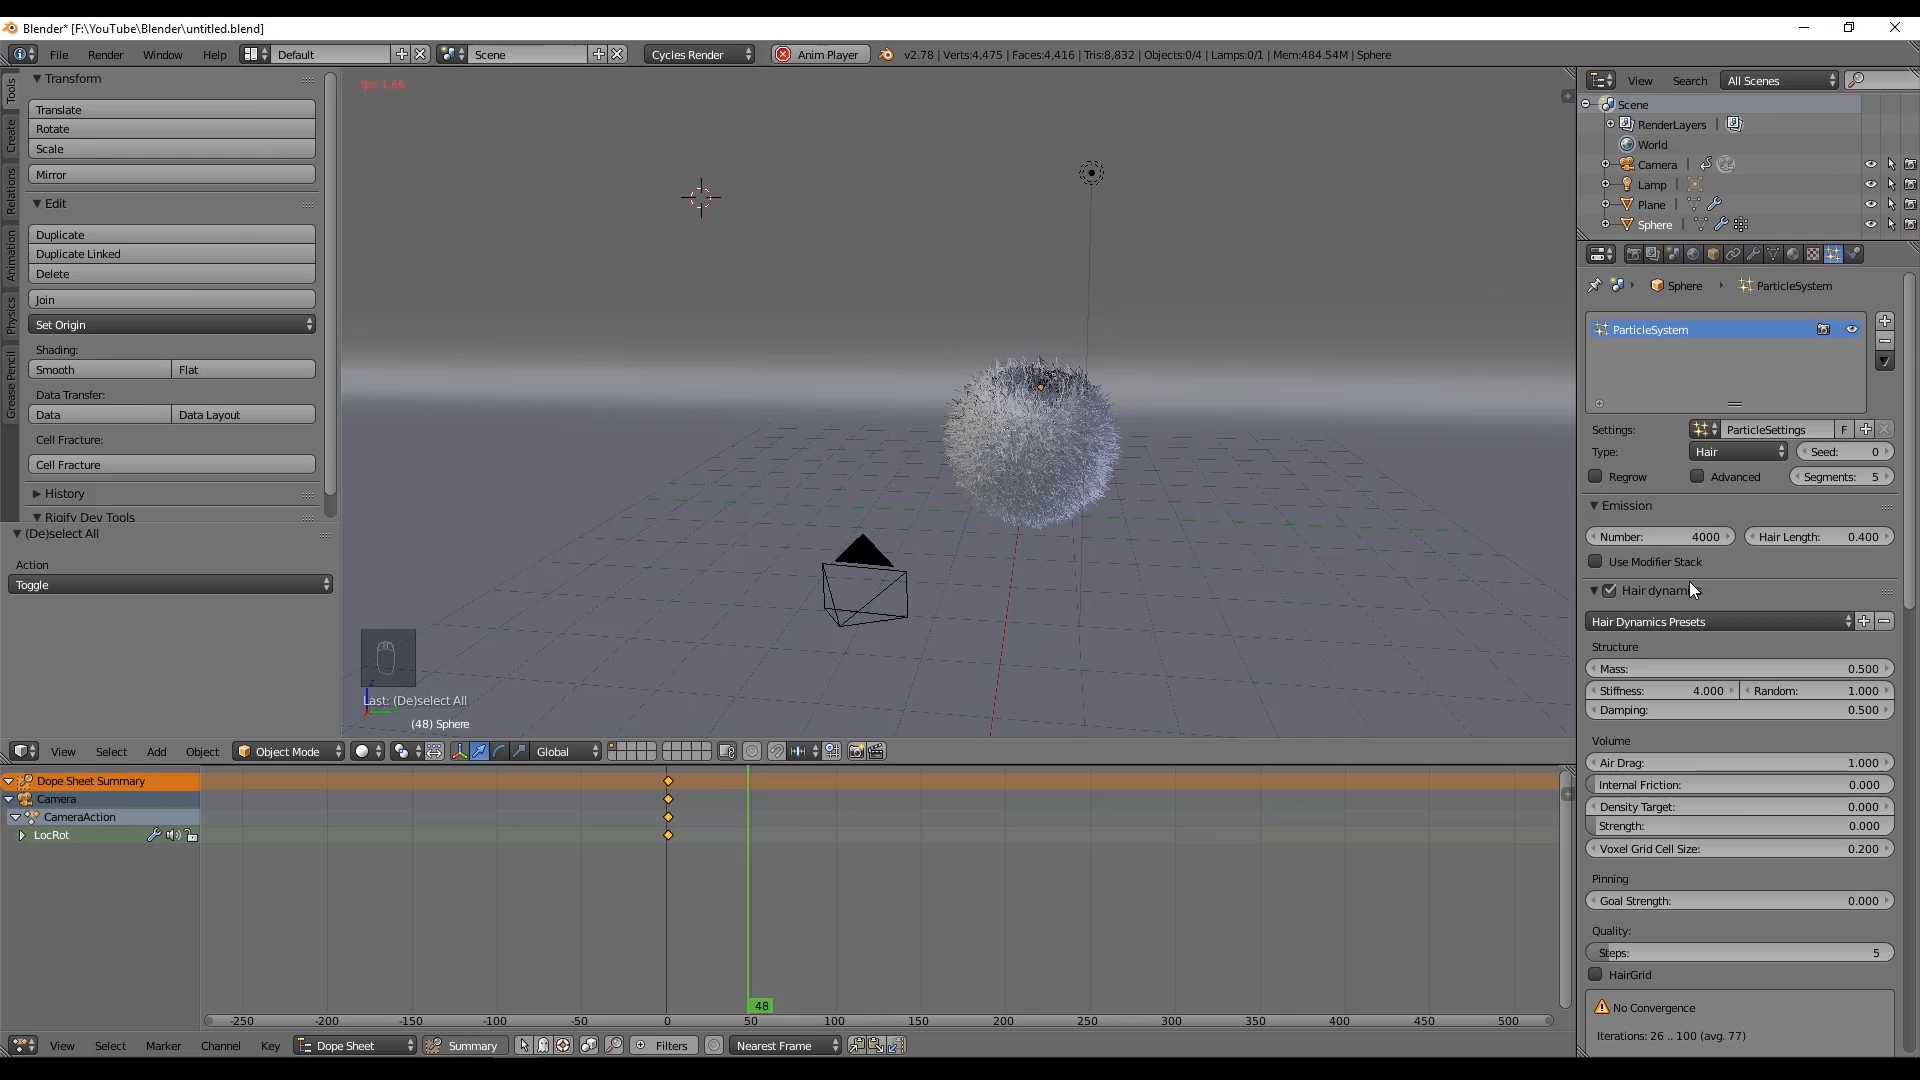 Blender* [F:\YouTube\Blender\untitled.blend]
File Render Window Help Default Scene Cycles Render Anim Player v2.78 | Verts:4,475 | Faces:4,416 | Tris:8,832 | Objects:0/4 | Lamps:0/1 | Mem:484.54M | Sphere
Tools
Create
Relations
Animation
Physics
Grease Pencil
Transform
Translate
Rotate
Scale
Mirror
Edit
Duplicate
Duplicate Linked
Delete
Join
Set Origin
Shading:
Smooth Flat
Data Transfer:
Data Data Layout
Cell Fracture:
Cell Fracture
History
Rigify Dev Tools
(De)select All
Action
Toggle
fps: 1.66
z
Last: (De)select All
(48) Sphere
View Select Add Object Object Mode Global
Dope Sheet Summary
Camera
CameraAction
LocRot
48
-250 -200 -150 -100 -50 0 50 100 150 200 250 300 350 400 450 500
View Select Marker Channel Key Dope Sheet Summary Filters Nearest Frame
View Search All Scenes
Scene
RenderLayers
World
Camera
Lamp
Plane
Sphere
Sphere ParticleSystem
ParticleSystem
Settings: ParticleSettings F
Type: Hair Seed: 0
Regrow Advanced Segments: 5
Emission
Number: 4000 Hair Length: 0.400
Use Modifier Stack
Hair dynam
Hair Dynamics Presets
Structure
Mass: 0.500
Stiffness: 4.000 Random: 1.000
Damping: 0.500
Volume
Air Drag: 1.000
Internal Friction: 0.000
Density Target: 0.000
Strength: 0.000
Voxel Grid Cell Size: 0.200
Pinning
Goal Strength: 0.000
Quality:
Steps: 5
HairGrid
No Convergence
Iterations: 26 .. 100 (avg. 77)